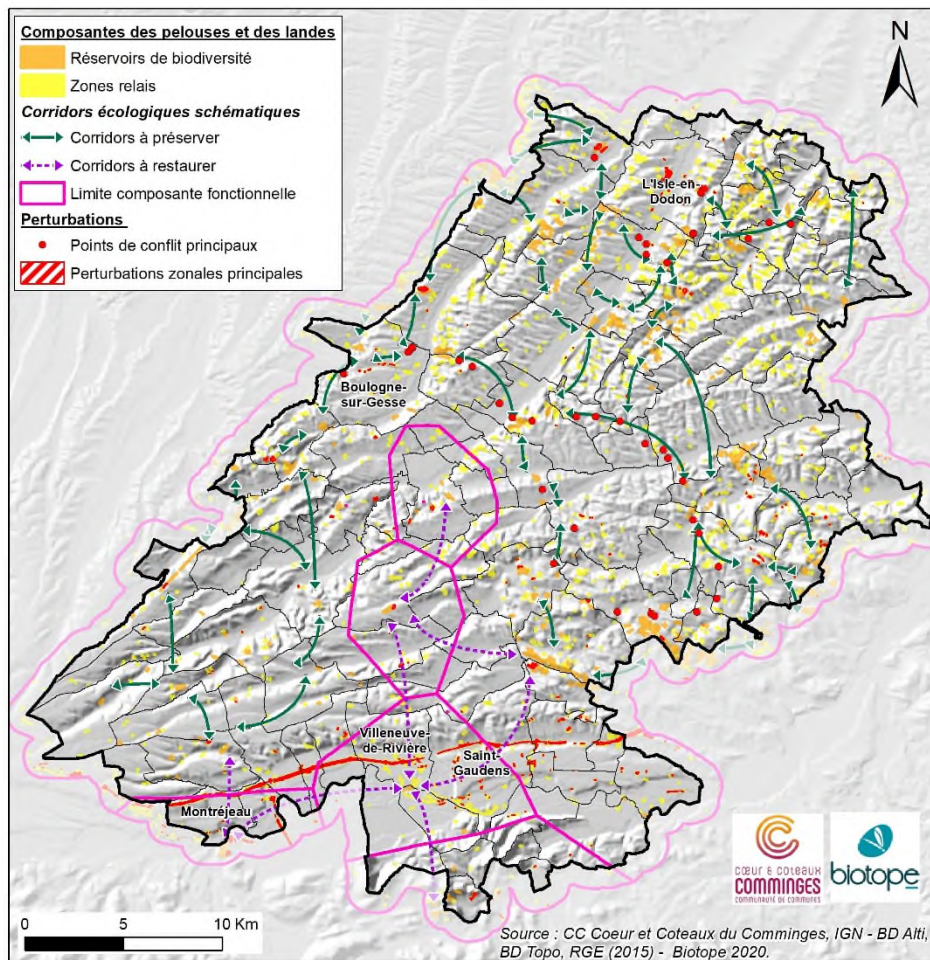 Composantes des pelouses et des landes
Réservoirs de biodiversité
Zones relais
Corridors écologiques schématiques
Corridors à préserver
Corridors à restaurer
Limite composante fonctionnelle
Perturbations
Points de conflit principaux
Perturbations zonales principales
N
L'Isle-en-
Dodon
Boulogne-
sur-Gesse
Villeneuve-
de-Rivière
Saint-
Gaudens
Montréjeau
0 5 10 Km
cœur & coteaux
COMMINGES
COMMUNAUTÉ DE COMMUNES
biotope
Source : CC Coeur et Coteaux du Comminges, IGN - BD Alti,
BD Topo, RGE (2015) - Biotope 2020.